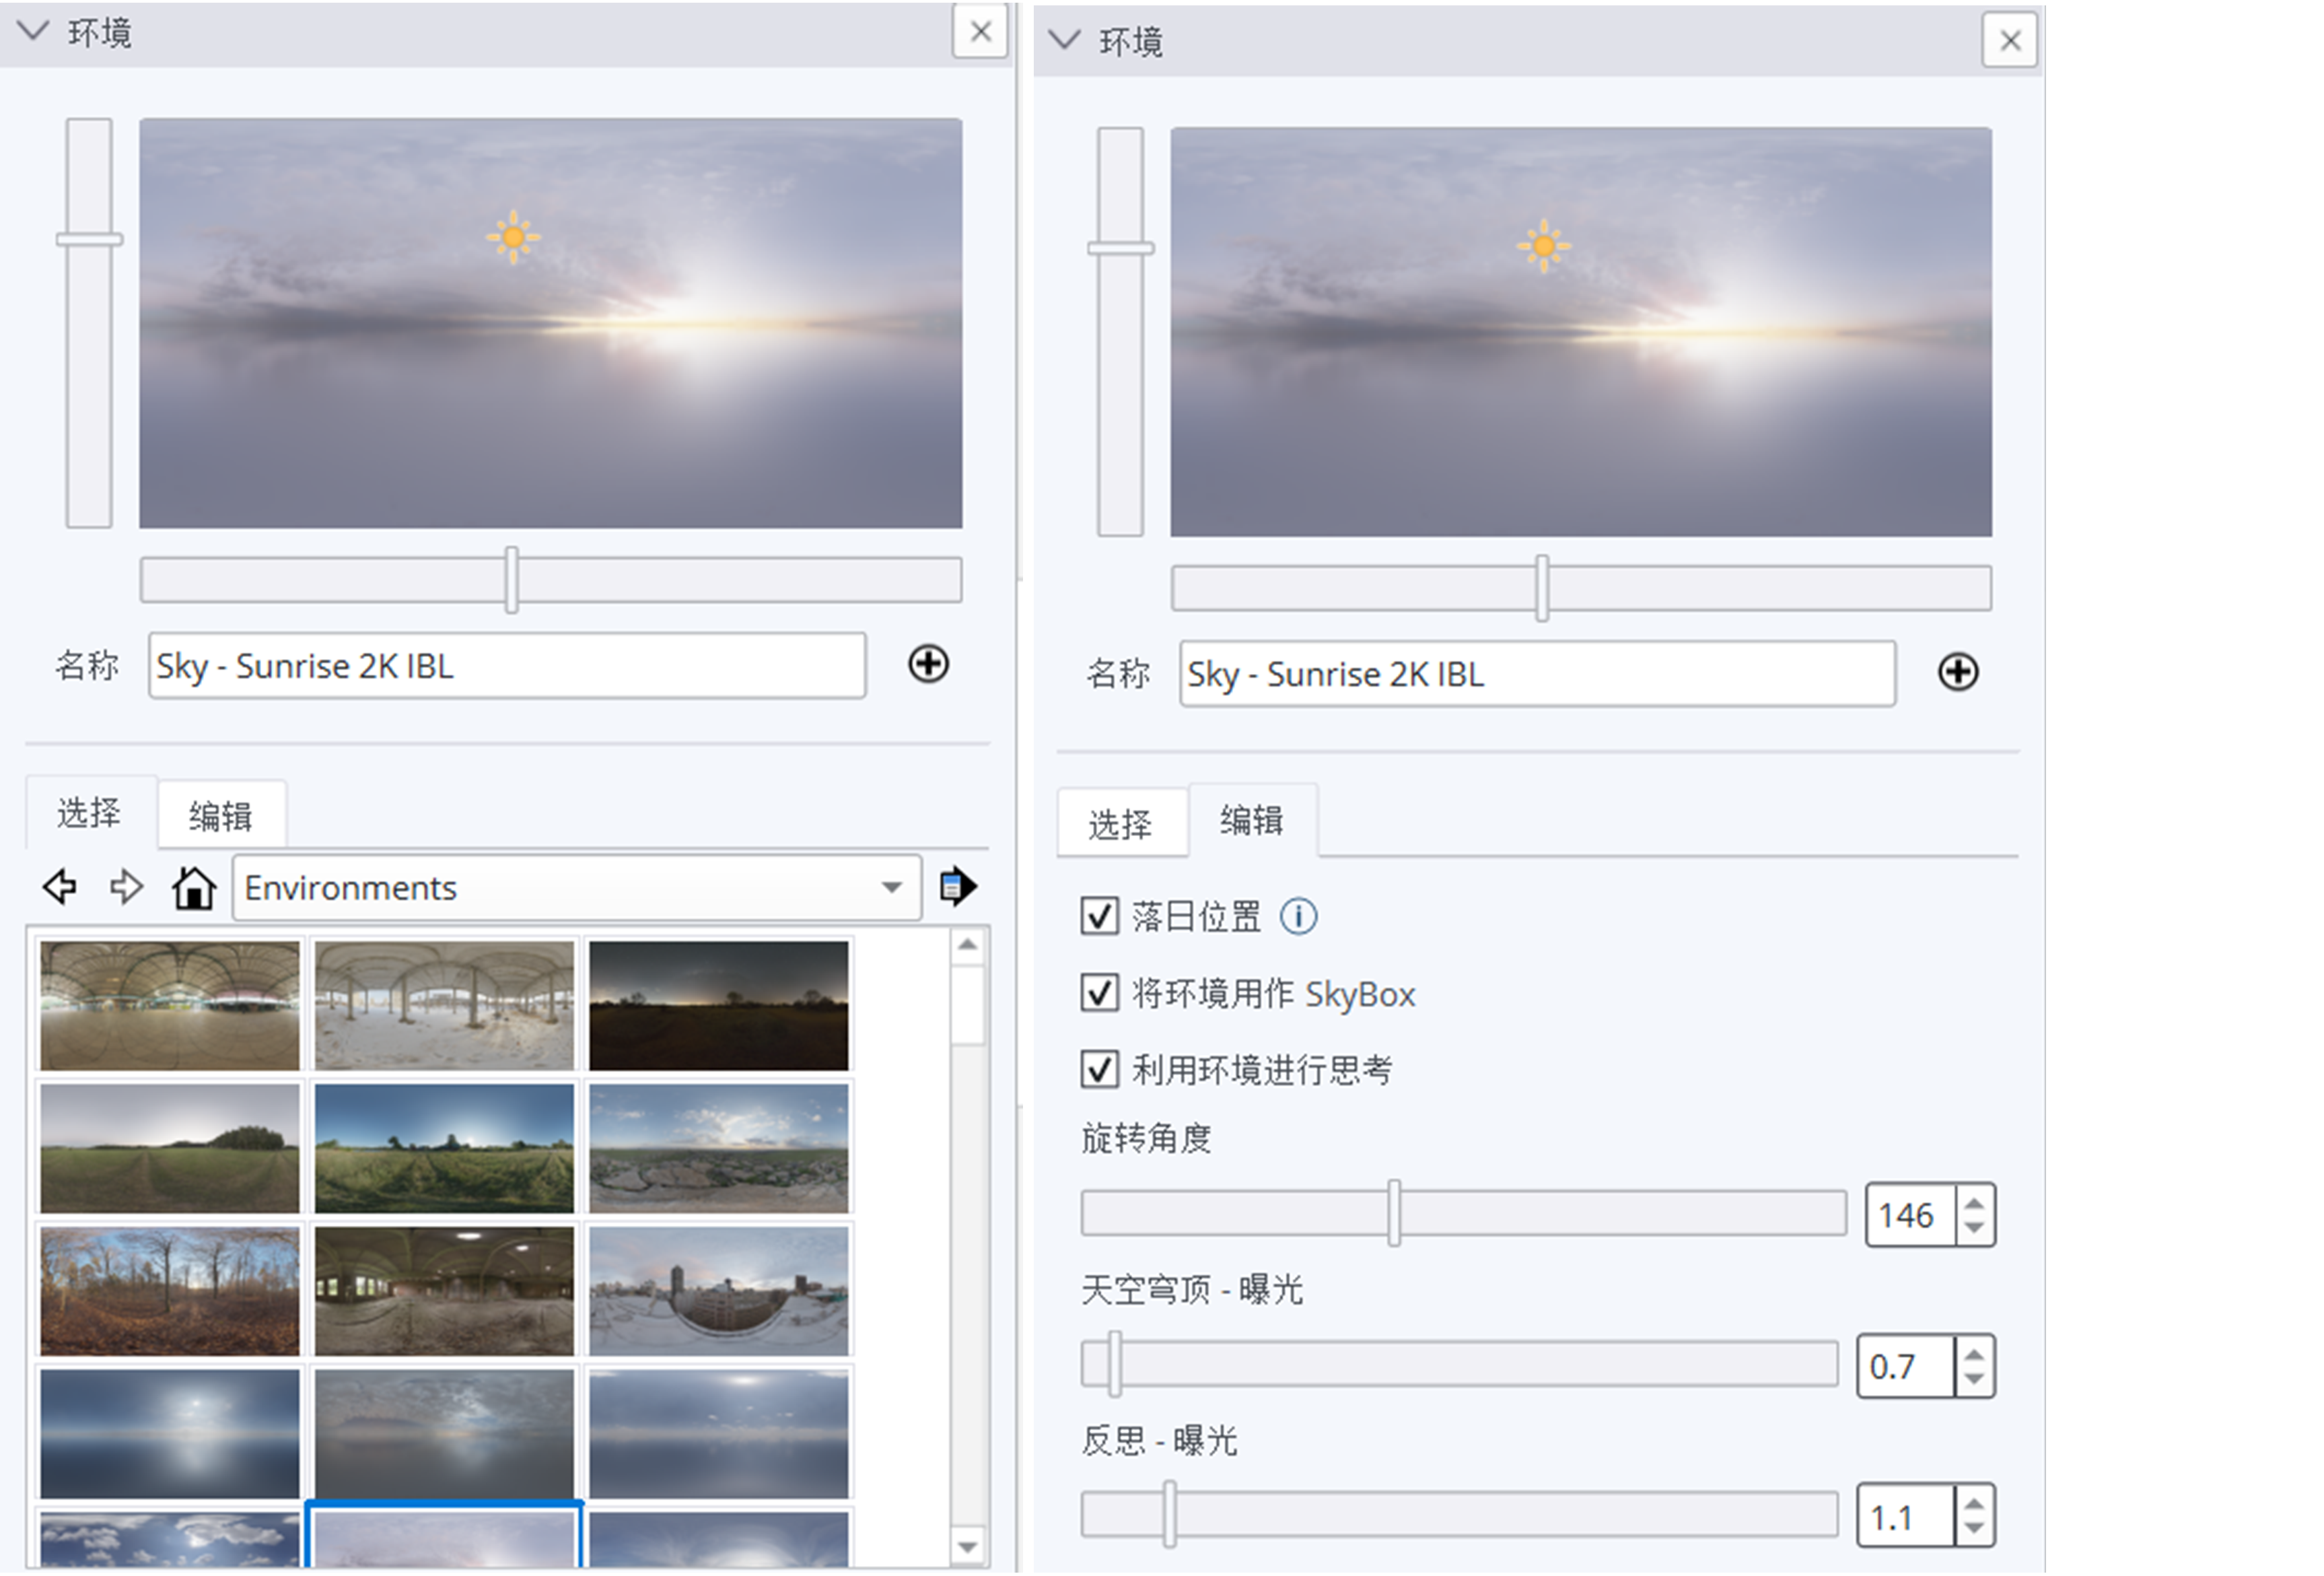 环境
名称 Sky - Sunrise 2K IBL
选择 编辑
Environments
环境
名称 Sky - Sunrise 2K IBL
选择 编辑
落日位置
将环境用作 SkyBox
利用环境进行思考
旋转角度
146
天空穹顶 - 曝光
0.7
反思 - 曝光
1.1